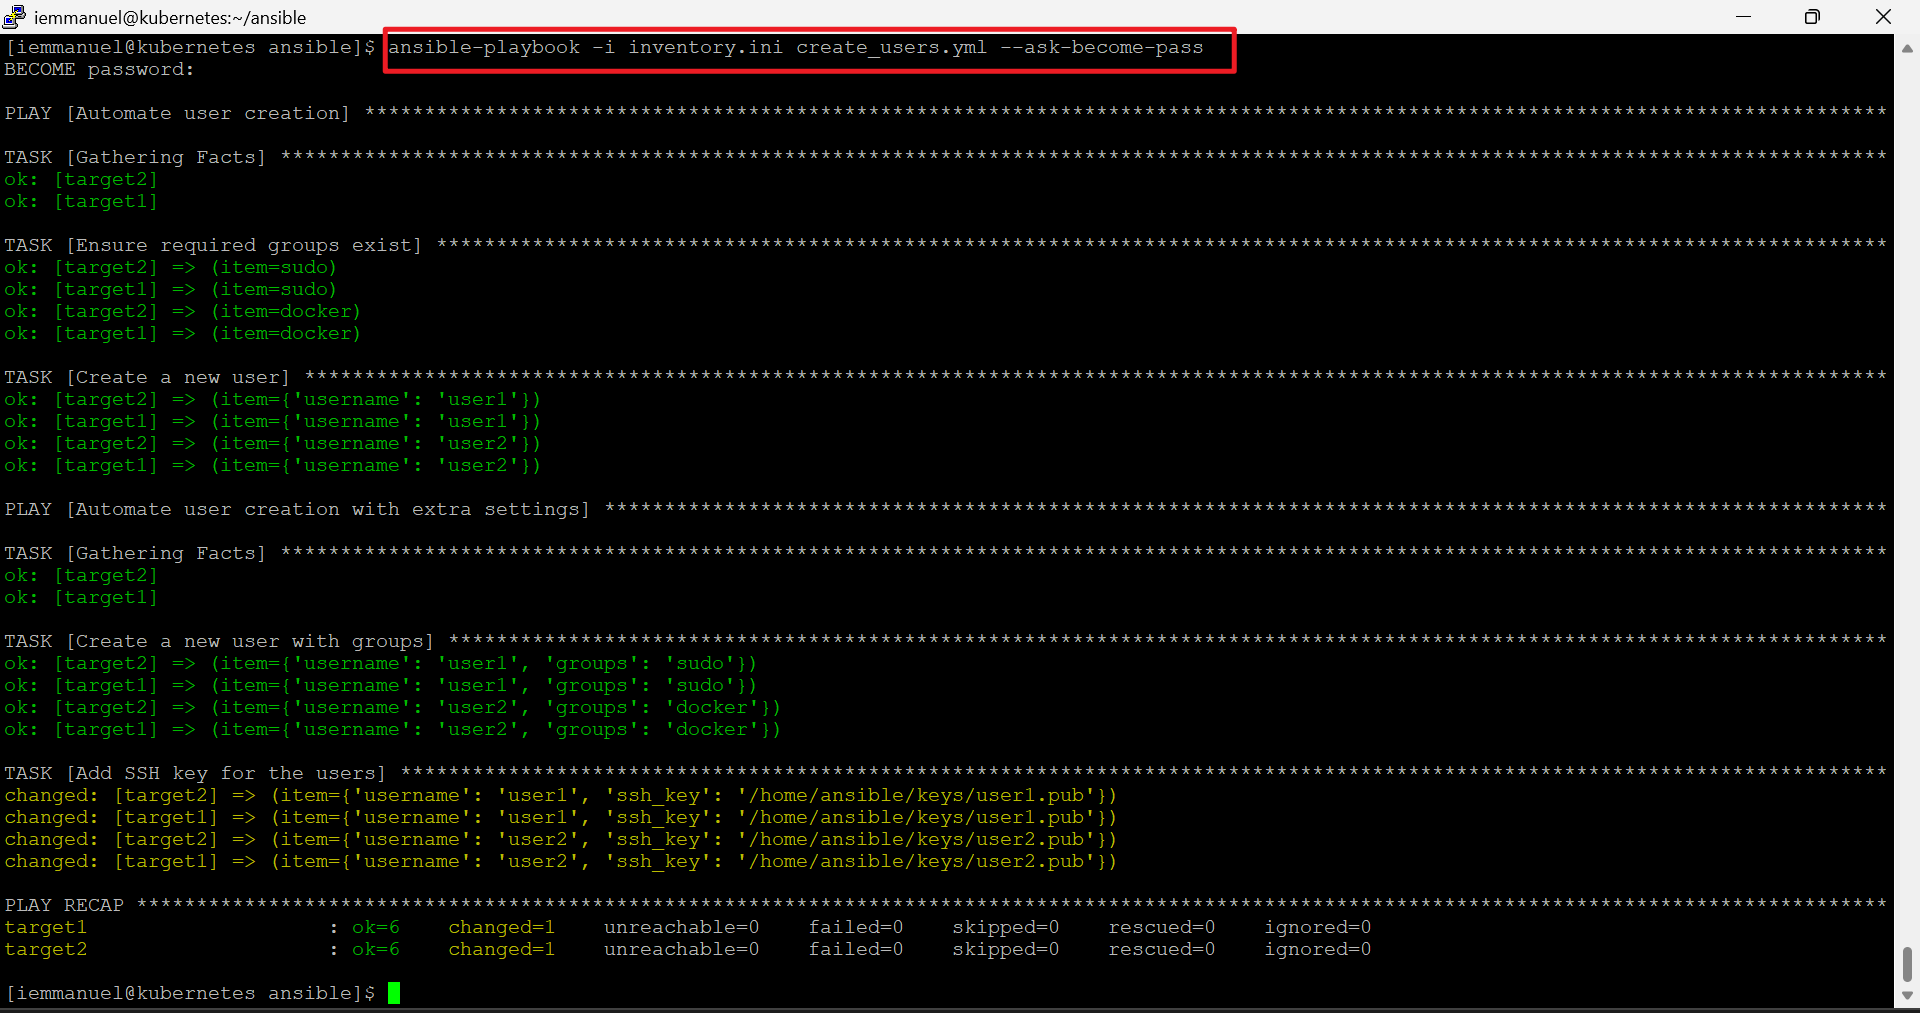 iemmanuel@kubernetes:~/ansible
[iemmanuel@kubernetes ansible]$ ansible-playbook -i inventory.ini create_users.yml --ask-become-pass
BECOME password:
PLAY [Automate user creation] *******************************************************************************************************************************
TASK [Gathering Facts] **************************************************************************************************************************************
ok: [target2]
ok: [target1]
TASK [Ensure required groups exist] *************************************************************************************************************************
ok: [target2] => (item=sudo)
ok: [target1] => (item=sudo)
ok: [target2] => (item=docker)
ok: [target1] => (item=docker)
TASK [Create a new user] ************************************************************************************************************************************
ok: [target2] => (item={'username': 'user1'})
ok: [target1] => (item={'username': 'user1'})
ok: [target2] => (item={'username': 'user2'})
ok: [target1] => (item={'username': 'user2'})
PLAY [Automate user creation with extra settings] ***********************************************************************************************************
TASK [Gathering Facts] **************************************************************************************************************************************
ok: [target2]
ok: [target1]
TASK [Create a new user with groups] ************************************************************************************************************************
ok: [target2] => (item={'username': 'user1', 'groups': 'sudo'})
ok: [target1] => (item={'username': 'user1', 'groups': 'sudo'})
ok: [target2] => (item={'username': 'user2', 'groups': 'docker'})
ok: [target1] => (item={'username': 'user2', 'groups': 'docker'})
TASK [Add SSH key for the users] ****************************************************************************************************************************
changed: [target2] => (item={'username': 'user1', 'ssh_key': '/home/ansible/keys/user1.pub'})
changed: [target1] => (item={'username': 'user1', 'ssh_key': '/home/ansible/keys/user1.pub'})
changed: [target2] => (item={'username': 'user2', 'ssh_key': '/home/ansible/keys/user2.pub'})
changed: [target1] => (item={'username': 'user2', 'ssh_key': '/home/ansible/keys/user2.pub'})
PLAY RECAP **************************************************************************************************************************************************
target1                    : ok=6    changed=1    unreachable=0    failed=0    skipped=0    rescued=0    ignored=0
target2                    : ok=6    changed=1    unreachable=0    failed=0    skipped=0    rescued=0    ignored=0
[iemmanuel@kubernetes ansible]$